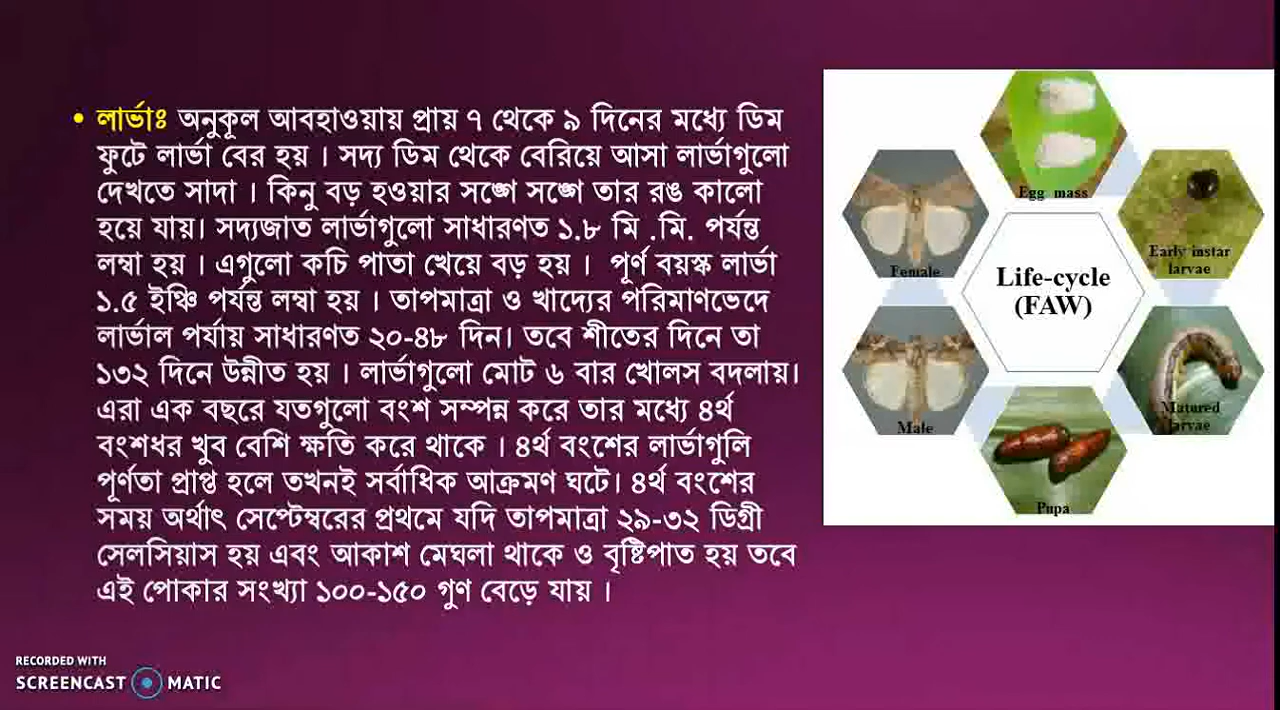 • লার্ভাঃ অনুকূল আবহাওয়ায় প্রায় ৭ থেকে ৯ দিনের মধ্যে ডিম
ফুটে লার্ভা বের হয় । সদ্য ডিম থেকে বেরিয়ে আসা লার্ভাগুলো
দেখতে সাদা । কিনু বড় হওয়ার সঙ্গে সঙ্গে তার রঙ কালো
হয়ে যায়। সদ্যজাত লার্ভাগুলো সাধারণত ১.৮ মি .মি. পর্যন্ত
লম্বা হয় । এগুলো কচি পাতা খেয়ে বড় হয় । পূর্ণ বয়স্ক লার্ভা
১.৫ ইঞ্চি পর্যন্ত লম্বা হয় । তাপমাত্রা ও খাদ্যের পরিমাণভেদে
লার্ভাল পর্যায় সাধারণত ২০-৪৮ দিন। তবে শীতের দিনে তা
১৩২ দিনে উন্নীত হয় । লার্ভাগুলো মোট ৬ বার খোলস বদলায়।
এরা এক বছরে যতগুলো বংশ সম্পন্ন করে তার মধ্যে ৪র্থ
বংশধর খুব বেশি ক্ষতি করে থাকে । ৪র্থ বংশের লার্ভাগুলি
পূর্ণতা প্রাপ্ত হলে তখনই সর্বাধিক আক্রমণ ঘটে। ৪র্থ বংশের
সময় অর্থাৎ সেপ্টেম্বরের প্রথমে যদি তাপমাত্রা ২৯-৩২ ডিগ্রী
সেলসিয়াস হয় এবং আকাশ মেঘলা থাকে ও বৃষ্টিপাত হয় তবে
এই পোকার সংখ্যা ১০০-১৫০ গুণ বেড়ে যায় ।
Egg mass
Early instar
larvae
Female
Life-cycle
(FAW)
Matured
larvae
Male
Pupa
RECORDED WITH
SCREENCAST MATIC